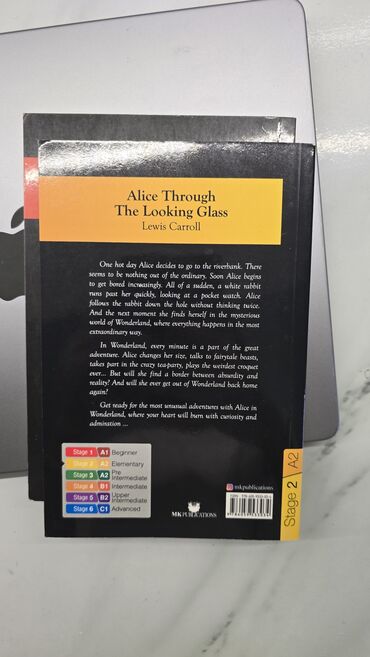 Alice Through
The Looking Glass
Lewis Carroll
One hot day Alice decides to go to the riverbank. There
seems to be nothing out of the ordinary. Soon Alice begins
to get bored increasingly. All of a sudden, a white rabbit
runs past her quickly, looking at a pocket watch. Alice
follows the rabbit down the hole without thinking twice.
And the next moment she finds herself in the mysterious
world of Wonderland, where everything happens in the most
extraordinary way.
In Wonderland, every minute is a part of the great
adventure. Alice changes her size, talks to fairytale beasts,
takes part in the crazy tea-party, plays the weirdest croquet
ever... But will she find a border between absurdity and
reality? And will she ever get out of Wonderland back home
again?
Get ready for the most unusual adventures with Alice in
Wonderland, where your heart will burn with curiosity and
admination ...
Stage 1 A1 Beginner
Stage 2 A2 Elementary
Stage 3 A2 Pre Intermediate
Stage 4 B1 Intermediate
Stage 5 B2 Upper Intermediate
Stage 6 C1 Advanced
MK PUBLICATIONS
mkpublications
Stage 2 A2